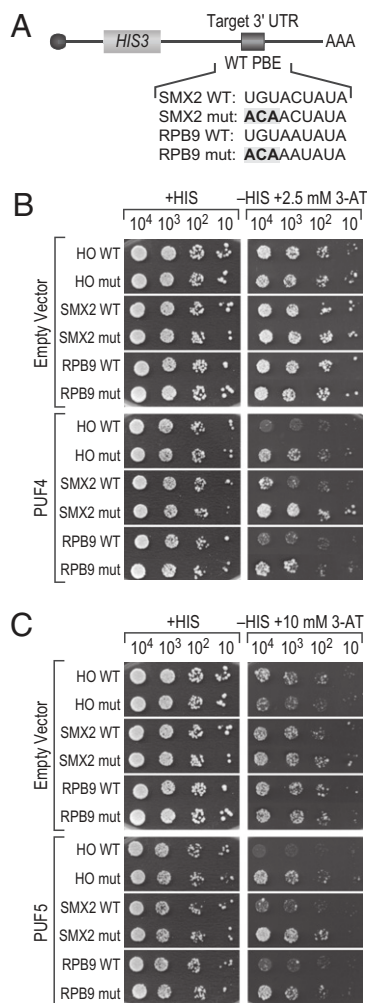 A
Target 3' UTR
HIS3
AAA
WT PBE
SMX2 WT: UGUACUAUA
SMX2 mut: ACAACUAUA
RPB9 WT: UGUAAUAUA
RPB9 mut: ACAAAUAUA
B
+HIS –HIS +2.5 mM 3-AT
10⁴ 10³ 10² 10 10⁴ 10³ 10² 10
Empty Vector
HO WT
HO mut
SMX2 WT
SMX2 mut
RPB9 WT
RPB9 mut
PUF4
HO WT
HO mut
SMX2 WT
SMX2 mut
RPB9 WT
RPB9 mut
C
+HIS –HIS +10 mM 3-AT
10⁴ 10³ 10² 10 10⁴ 10³ 10² 10
Empty Vector
HO WT
HO mut
SMX2 WT
SMX2 mut
RPB9 WT
RPB9 mut
PUF5
HO WT
HO mut
SMX2 WT
SMX2 mut
RPB9 WT
RPB9 mut